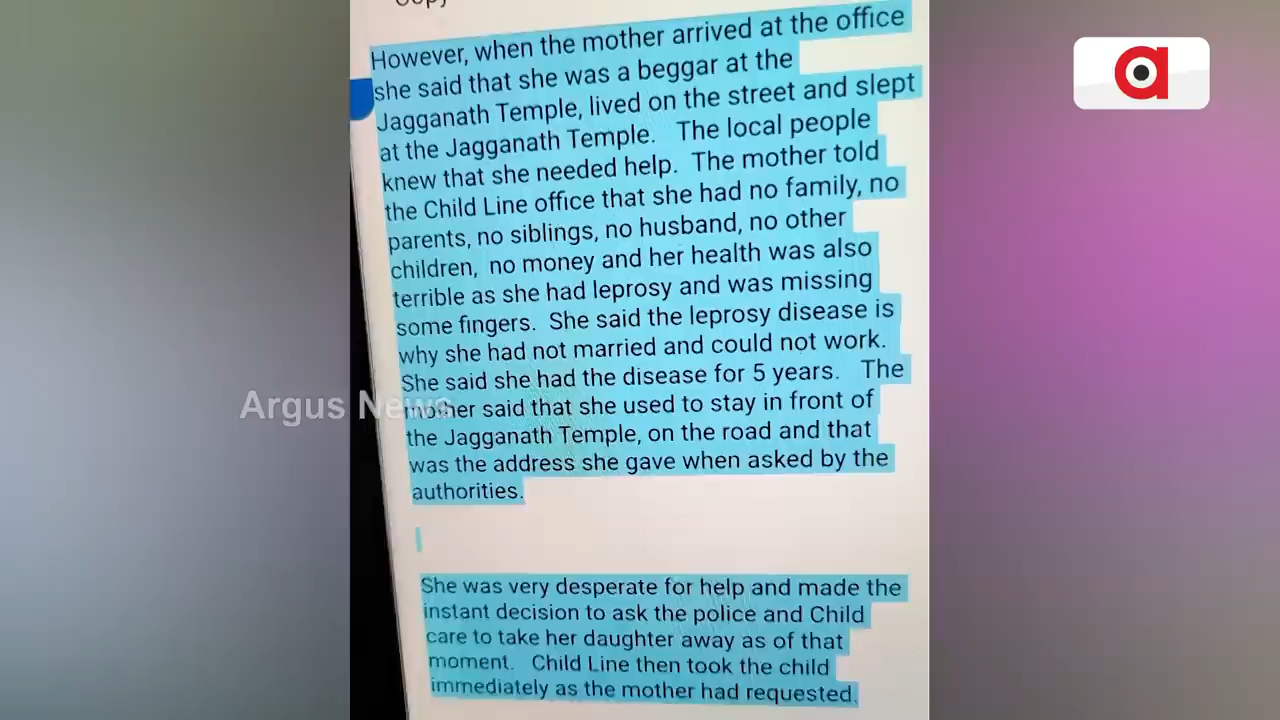 Copy
However, when the mother arrived at the office
she said that she was a beggar at the
Jagganath Temple, lived on the street and slept
at the Jagganath Temple. The local people
knew that she needed help. The mother told
the Child Line office that she had no family, no
parents, no siblings, no husband, no other
children, no money and her health was also
terrible as she had leprosy and was missing
some fingers. She said the leprosy disease is
why she had not married and could not work.
She said she had the disease for 5 years. The
mother said that she used to stay in front of
the Jagganath Temple, on the road and that
was the address she gave when asked by the
authorities.
She was very desperate for help and made the
instant decision to ask the police and Child
care to take her daughter away as of that
moment. Child Line then took the child
immediately as the mother had requested.
Argus News
a